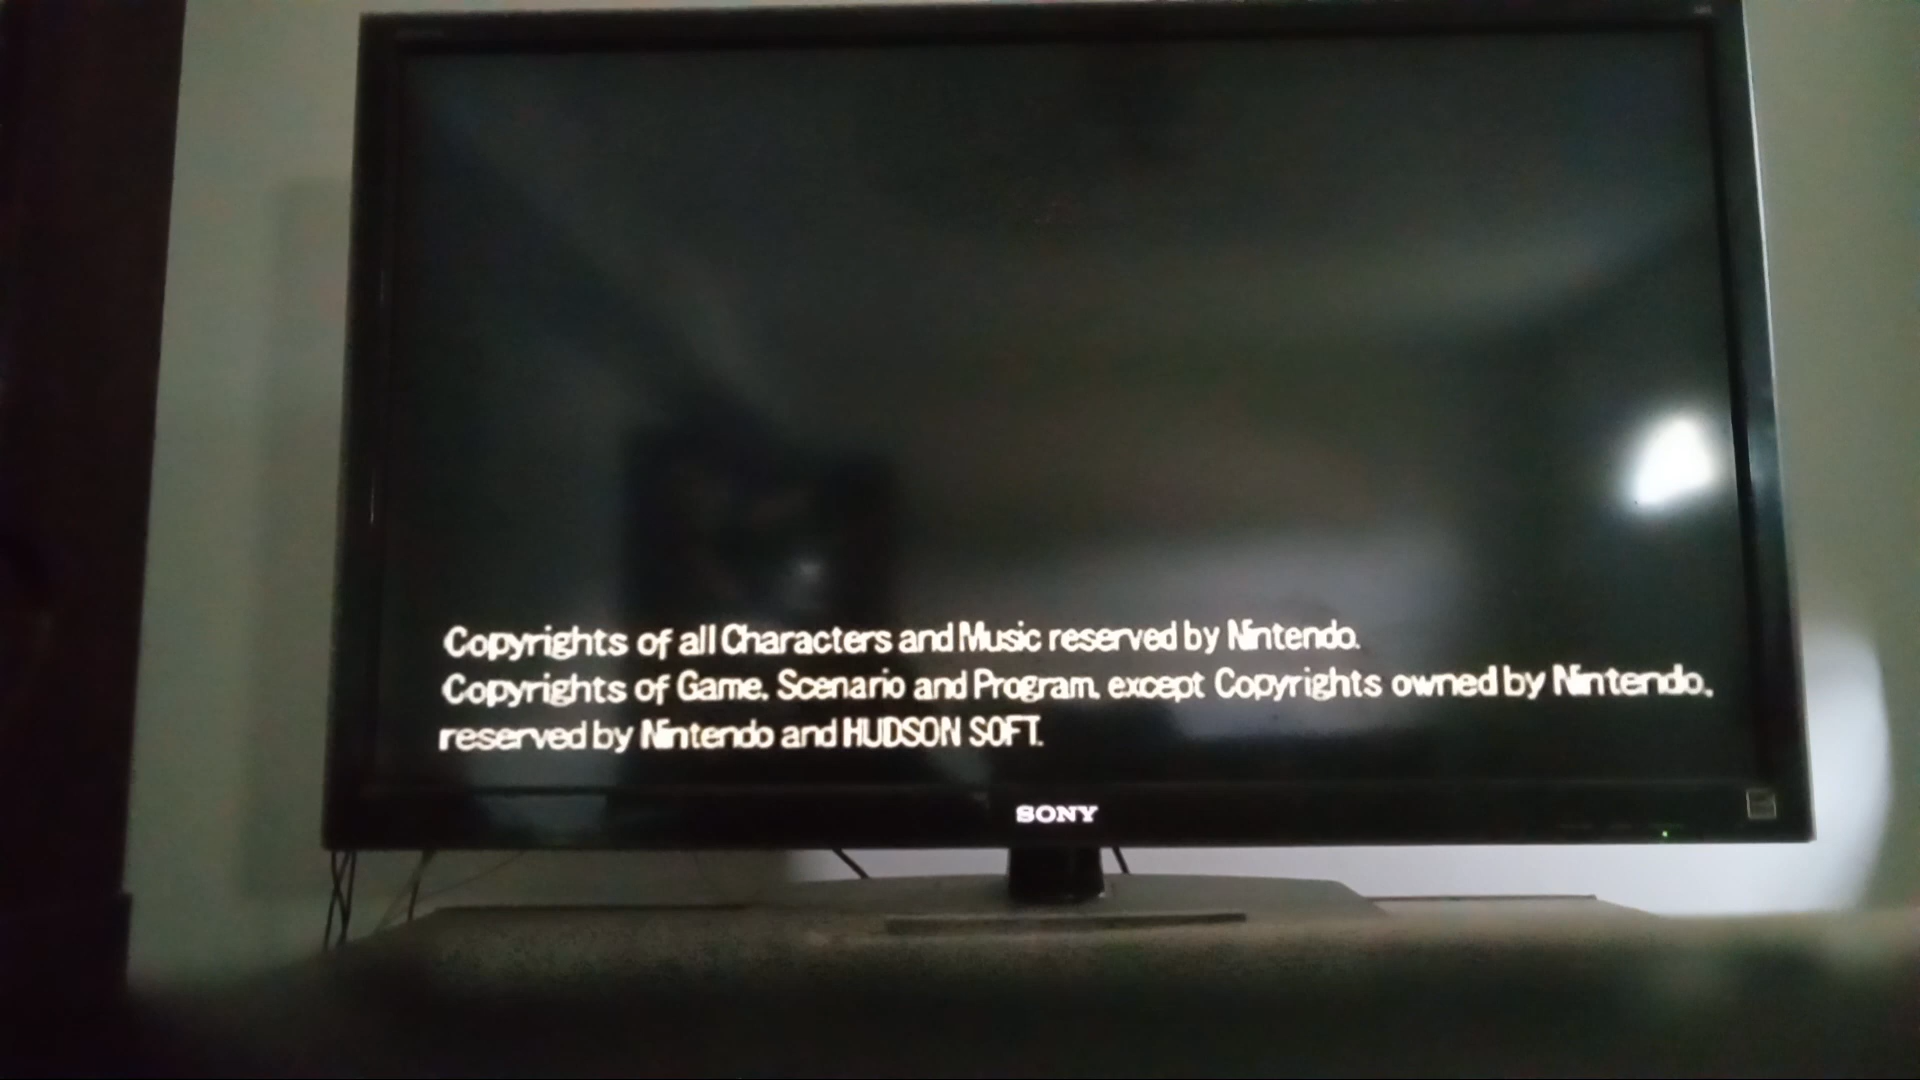 Copyrights of all Characters and Music reserved by Nintendo.
Copyrights of Game, Scenario and Program, except Copyrights owned by Nintendo,
reserved by Nintendo and HUDSON SOFT.
SONY